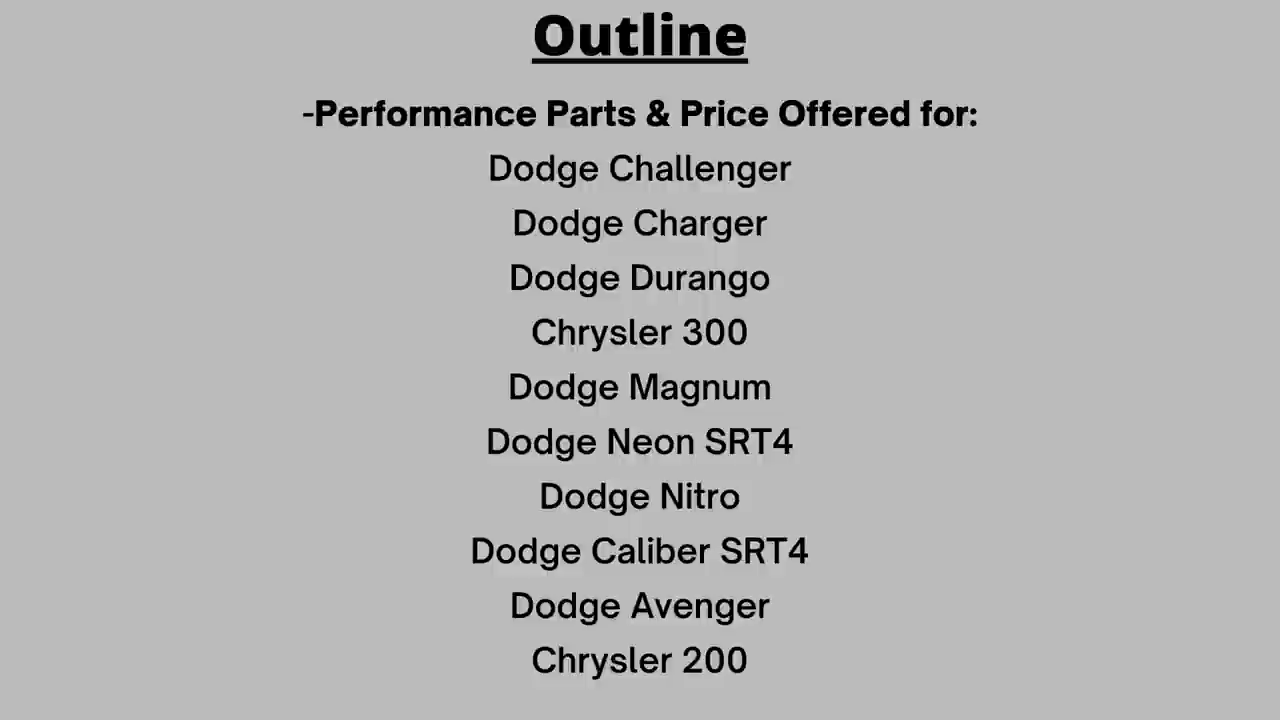 Outline
-Performance Parts & Price Offered for:
Dodge Challenger
Dodge Charger
Dodge Durango
Chrysler 300
Dodge Magnum
Dodge Neon SRT4
Dodge Nitro
Dodge Caliber SRT4
Dodge Avenger
Chrysler 200